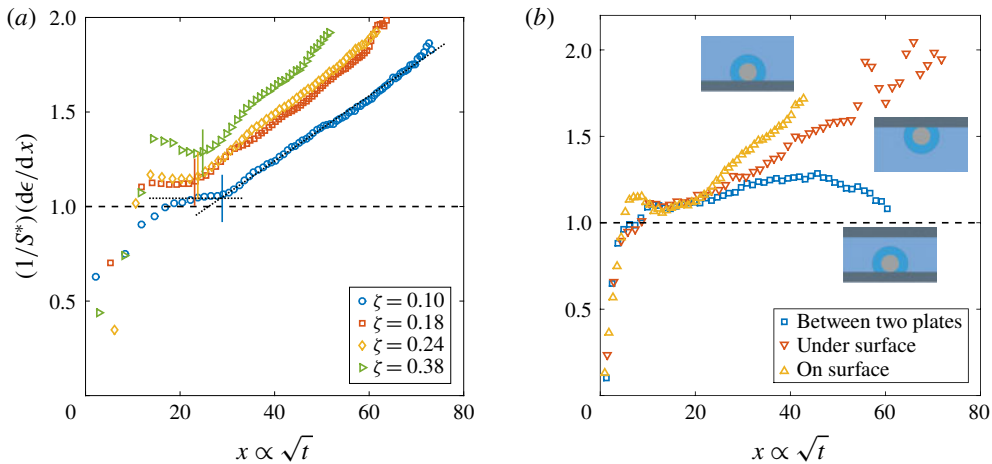 (a)
2.0
1.5
1.0
0.5
0
20
40
60
80
(1/S*)(dϵ/dx)
x ∝ √t
ζ = 0.10
ζ = 0.18
ζ = 0.24
ζ = 0.38
(b)
2.0
1.5
1.0
0.5
0
20
40
60
80
x ∝ √t
Between two plates
Under surface
On surface